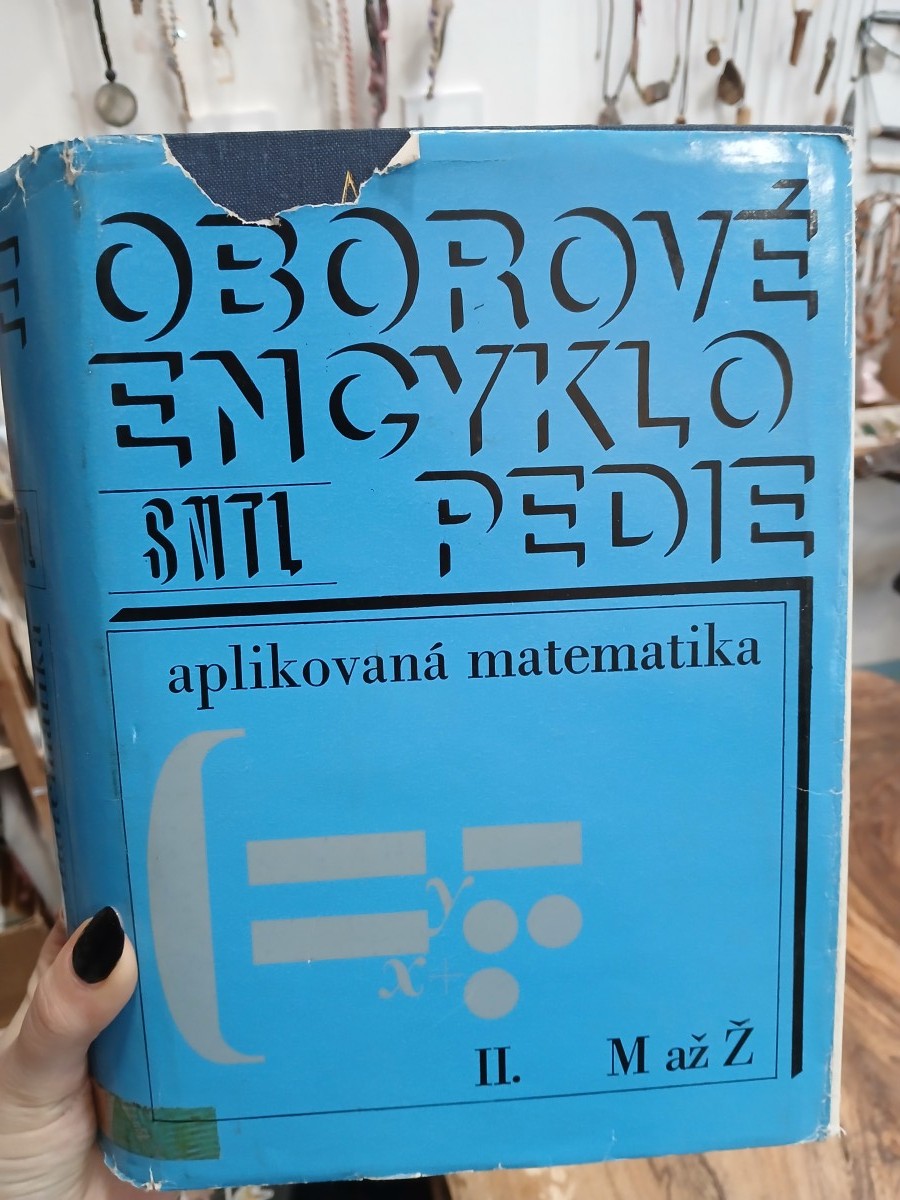 OBOROVÉ
ENCYKLO
SNTL PEDIE
aplikovaná matematika
y
x+
II. M až Ž